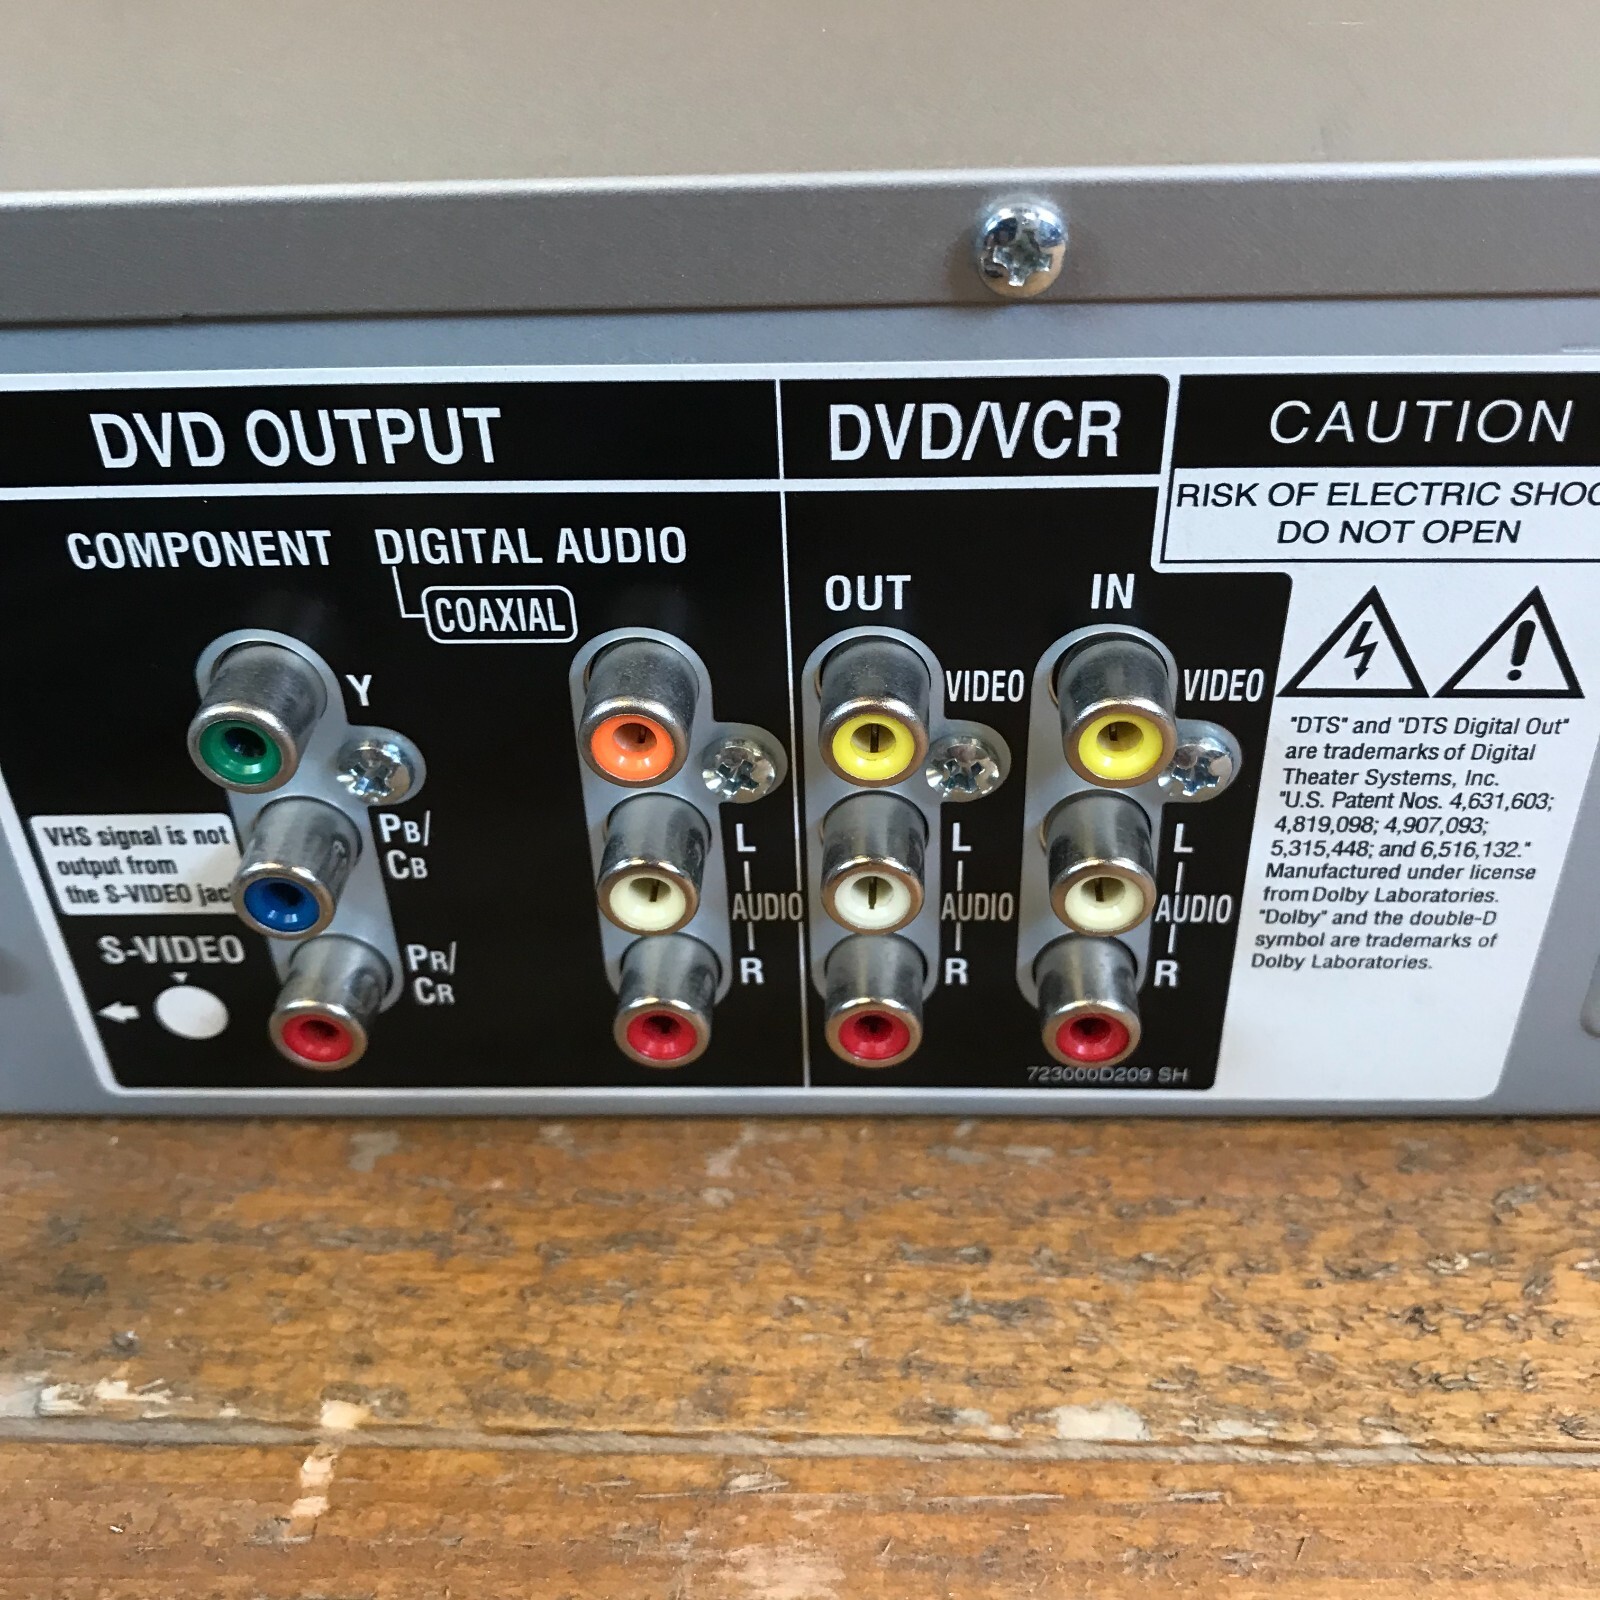 DVD OUTPUT
DVD/VCR
CAUTION
RISK OF ELECTRIC
DO NOT OPEN
COMPONENT
DIGITAL AUDIO
COAXIAL
Y
PB/
CB
PR/
CR
VHS signal is not
output from
the S-VIDEO
S-VIDEO
L
AUDIO
R
OUT
VIDEO
L
AUDIO
R
IN
VIDEO
L
AUDIO
R
723000D209 SH
"DTS" and "DTS Digital Out"
are trademarks of Digital
Theater Systems, Inc.
"U.S. Patent Nos. 4,631,603;
4,819,098; 4,907,093;
5,315,448; and 6,516,132."
Manufactured under license
from Dolby Laboratories.
"Dolby" and the double-D
symbol are trademarks of
Dolby Laboratories.